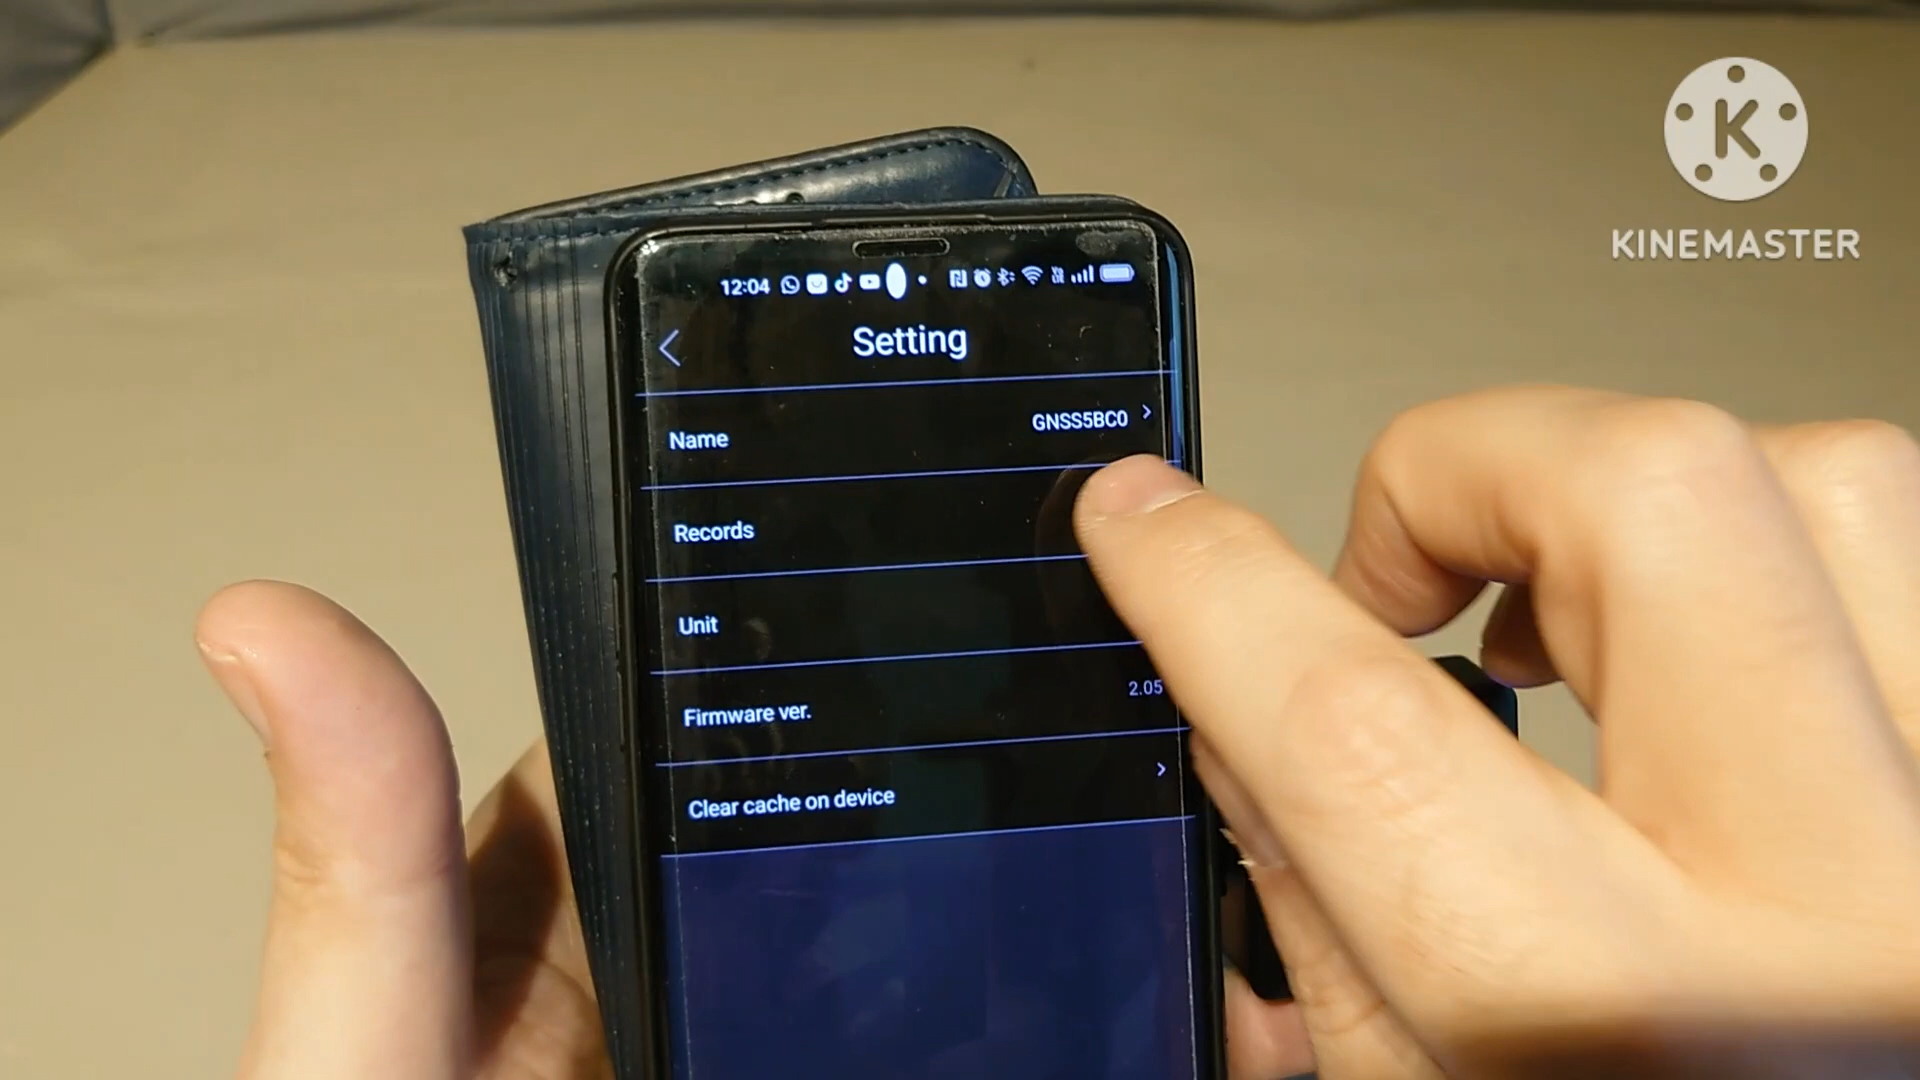 K
KINEMASTER
12:04
Setting
Name GNSS5BC0
Records
Unit
Firmware ver. 2.05
Clear cache on device